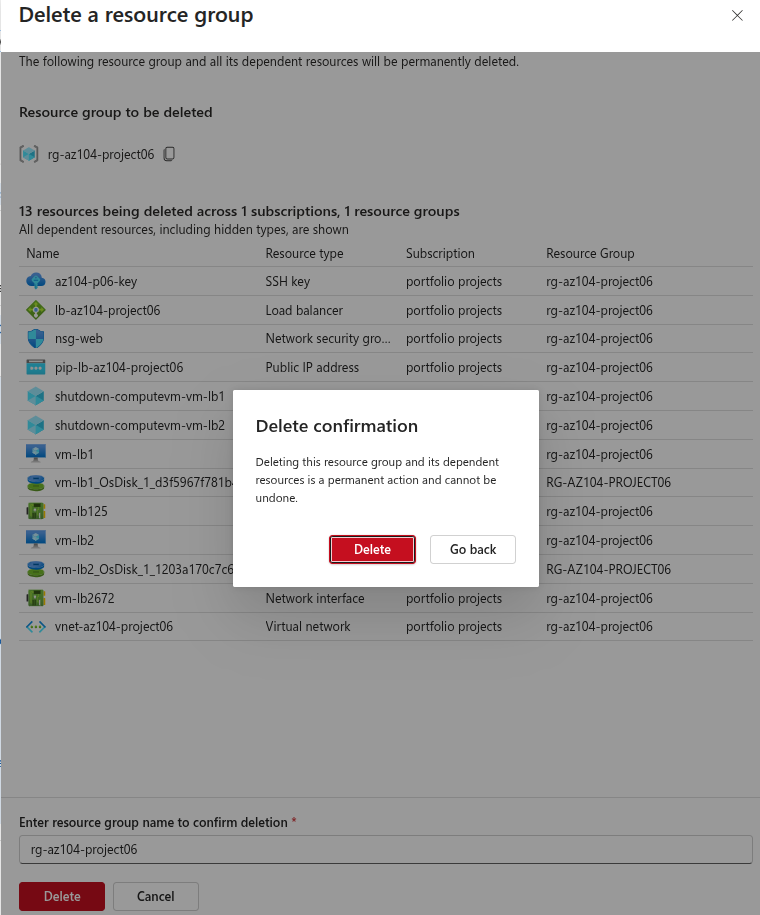 Delete a resource group
The following resource group and all its dependent resources will be permanently deleted.
Resource group to be deleted
rg-az104-project06
13 resources being deleted across 1 subscriptions, 1 resource groups
All dependent resources, including hidden types, are shown
Name Resource type Subscription Resource Group
az104-p06-key SSH key portfolio projects rg-az104-project06
lb-az104-project06 Load balancer portfolio projects rg-az104-project06
nsg-web Network security gro... portfolio projects rg-az104-project06
pip-lb-az104-project06 Public IP address portfolio projects rg-az104-project06
shutdown-computevm-vm-lb1 rg-az104-project06
shutdown-computevm-vm-lb2 rg-az104-project06
vm-lb1 rg-az104-project06
vm-lb1_OsDisk_1_d3f5967f781b RG-AZ104-PROJECT06
vm-lb125 rg-az104-project06
vm-lb2 rg-az104-project06
vm-lb2_OsDisk_1_1203a170c7c6 RG-AZ104-PROJECT06
vm-lb2672 Network interface portfolio projects rg-az104-project06
vnet-az104-project06 Virtual network portfolio projects rg-az104-project06
Delete confirmation
Deleting this resource group and its dependent
resources is a permanent action and cannot be
undone.
Delete Go back
Enter resource group name to confirm deletion *
rg-az104-project06
Delete Cancel